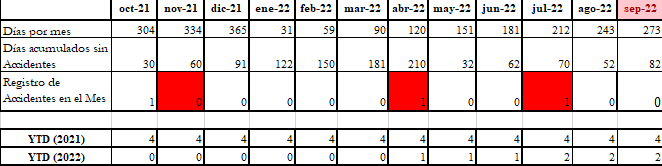 oct-21 nov-21 dic-21 ene-22 feb-22 mar-22 abr-22 may-22 jun-22 jul-22 ago-22 sep-22
Días por mes 304 334 365 31 59 90 120 151 181 212 243 273
Días acumulados sin
Accidentes 30 60 91 122 150 181 210 32 62 70 52 82
Registro de
Accidentes en el Mes 1 0 0 0 0 0 1 0 0 1 0 0
YTD (2021) 4 4 4 4 4 4 4 4 4 4 4 4
YTD (2022) 0 0 0 0 0 0 1 1 1 2 2 2